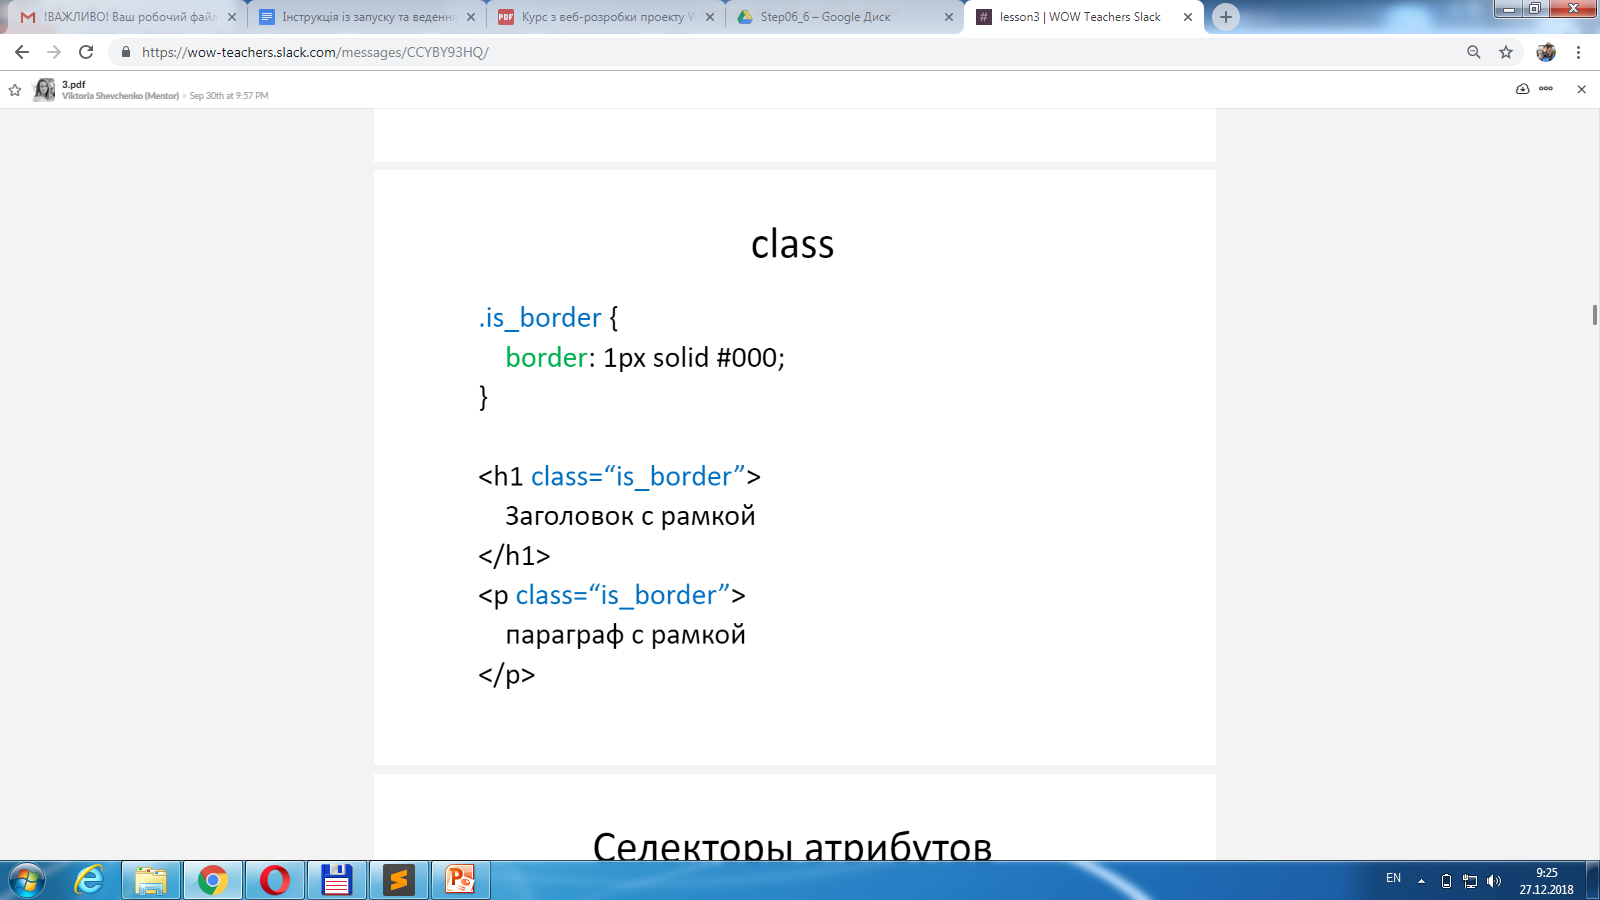 !ВАЖЛИВО! Ваш робочий файл
Інструкція із запуску та веденн
Курс з веб-розробки проекту W
Step06_6 – Google Диск
lesson3 | WOW Teachers Slack
https://wow-teachers.slack.com/messages/CCYBY93HQ/
3.pdf
Viktoria Shevchenko (Mentor) Sep 30th at 9:57 PM
class
.is_border {
border: 1px solid #000;
}
<h1 class=“is_border”>
Заголовок с рамкой
</h1>
<p class=“is_border”>
параграф с рамкой
</p>
Селекторы атрибутов
EN
9:25
27.12.2018